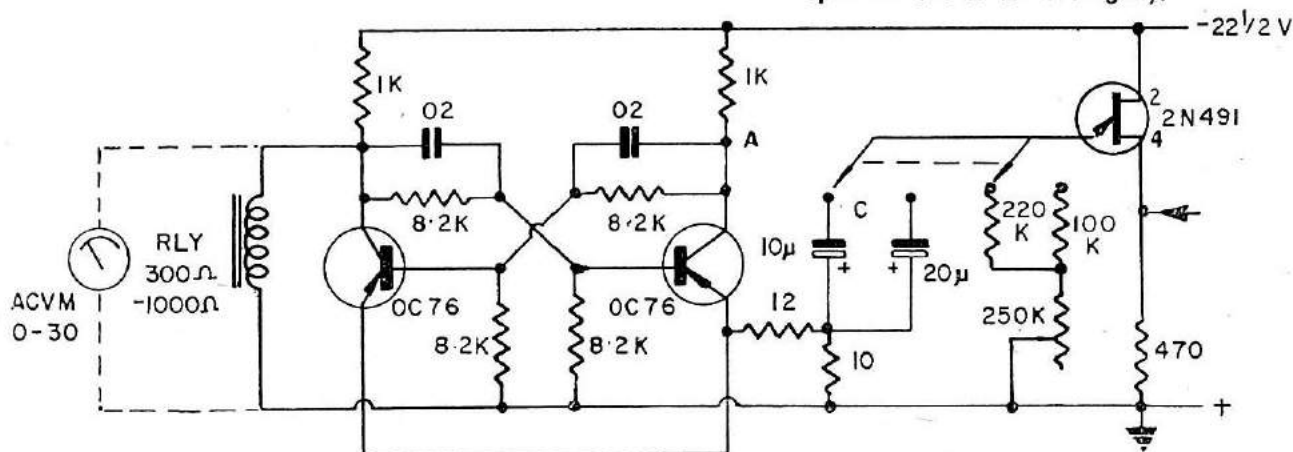 -22½ V
1K
1K
02
02
A
2
2N491
4
8·2K
8·2K
C
220
K
100
K
RLY
300Ω
-1000Ω
10μ
+
+
20μ
ACVM
0-30
OC76
OC76
12
250K
8·2K
8·2K
10
470
+